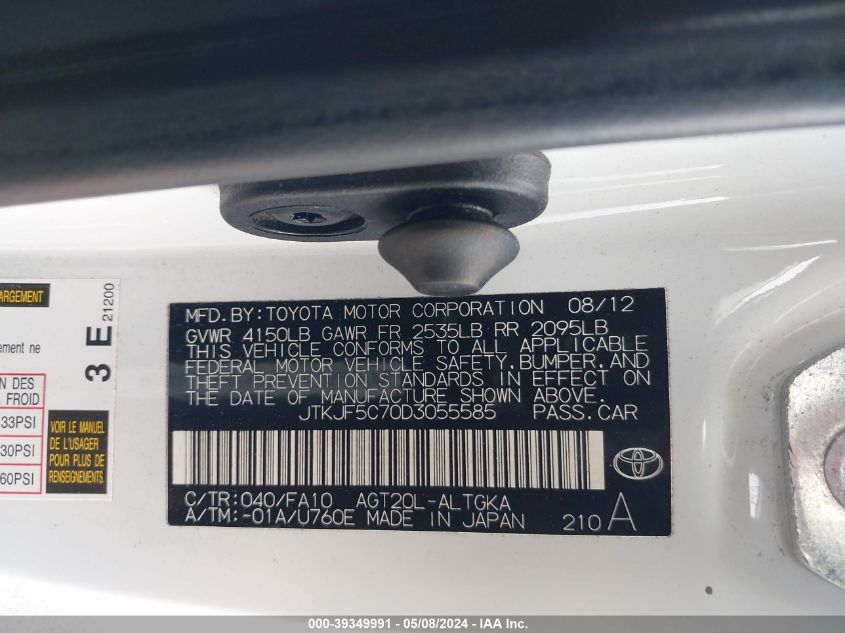 ARGEMENT
ement ne
N DES
A FROID
33PSI
30PSI
60PSI
3 E
21200
VOIR LE MANUEL
DE L'USAGER
POUR PLUS DE
RENSEIGNEMENTS.
MFD.BY:TOYOTA MOTOR CORPORATION 08/12
GVWR 4150LB GAWR FR 2535LB RR 2095LB
THIS VEHICLE CONFORMS TO ALL APPLICABLE
FEDERAL MOTOR VEHICLE SAFETY,BUMPER,AND
THEFT PREVENTION STANDARDS IN EFFECT ON
THE DATE OF MANUFACTURE SHOWN ABOVE.
JTKJF5C70D3055585 PASS.CAR
C/TR:040/FA10 AGT20L-ALTGKA
A/TM:-01A/U760E MADE IN JAPAN
210 A
000-39349991 - 05/08/2024 - IAA Inc.